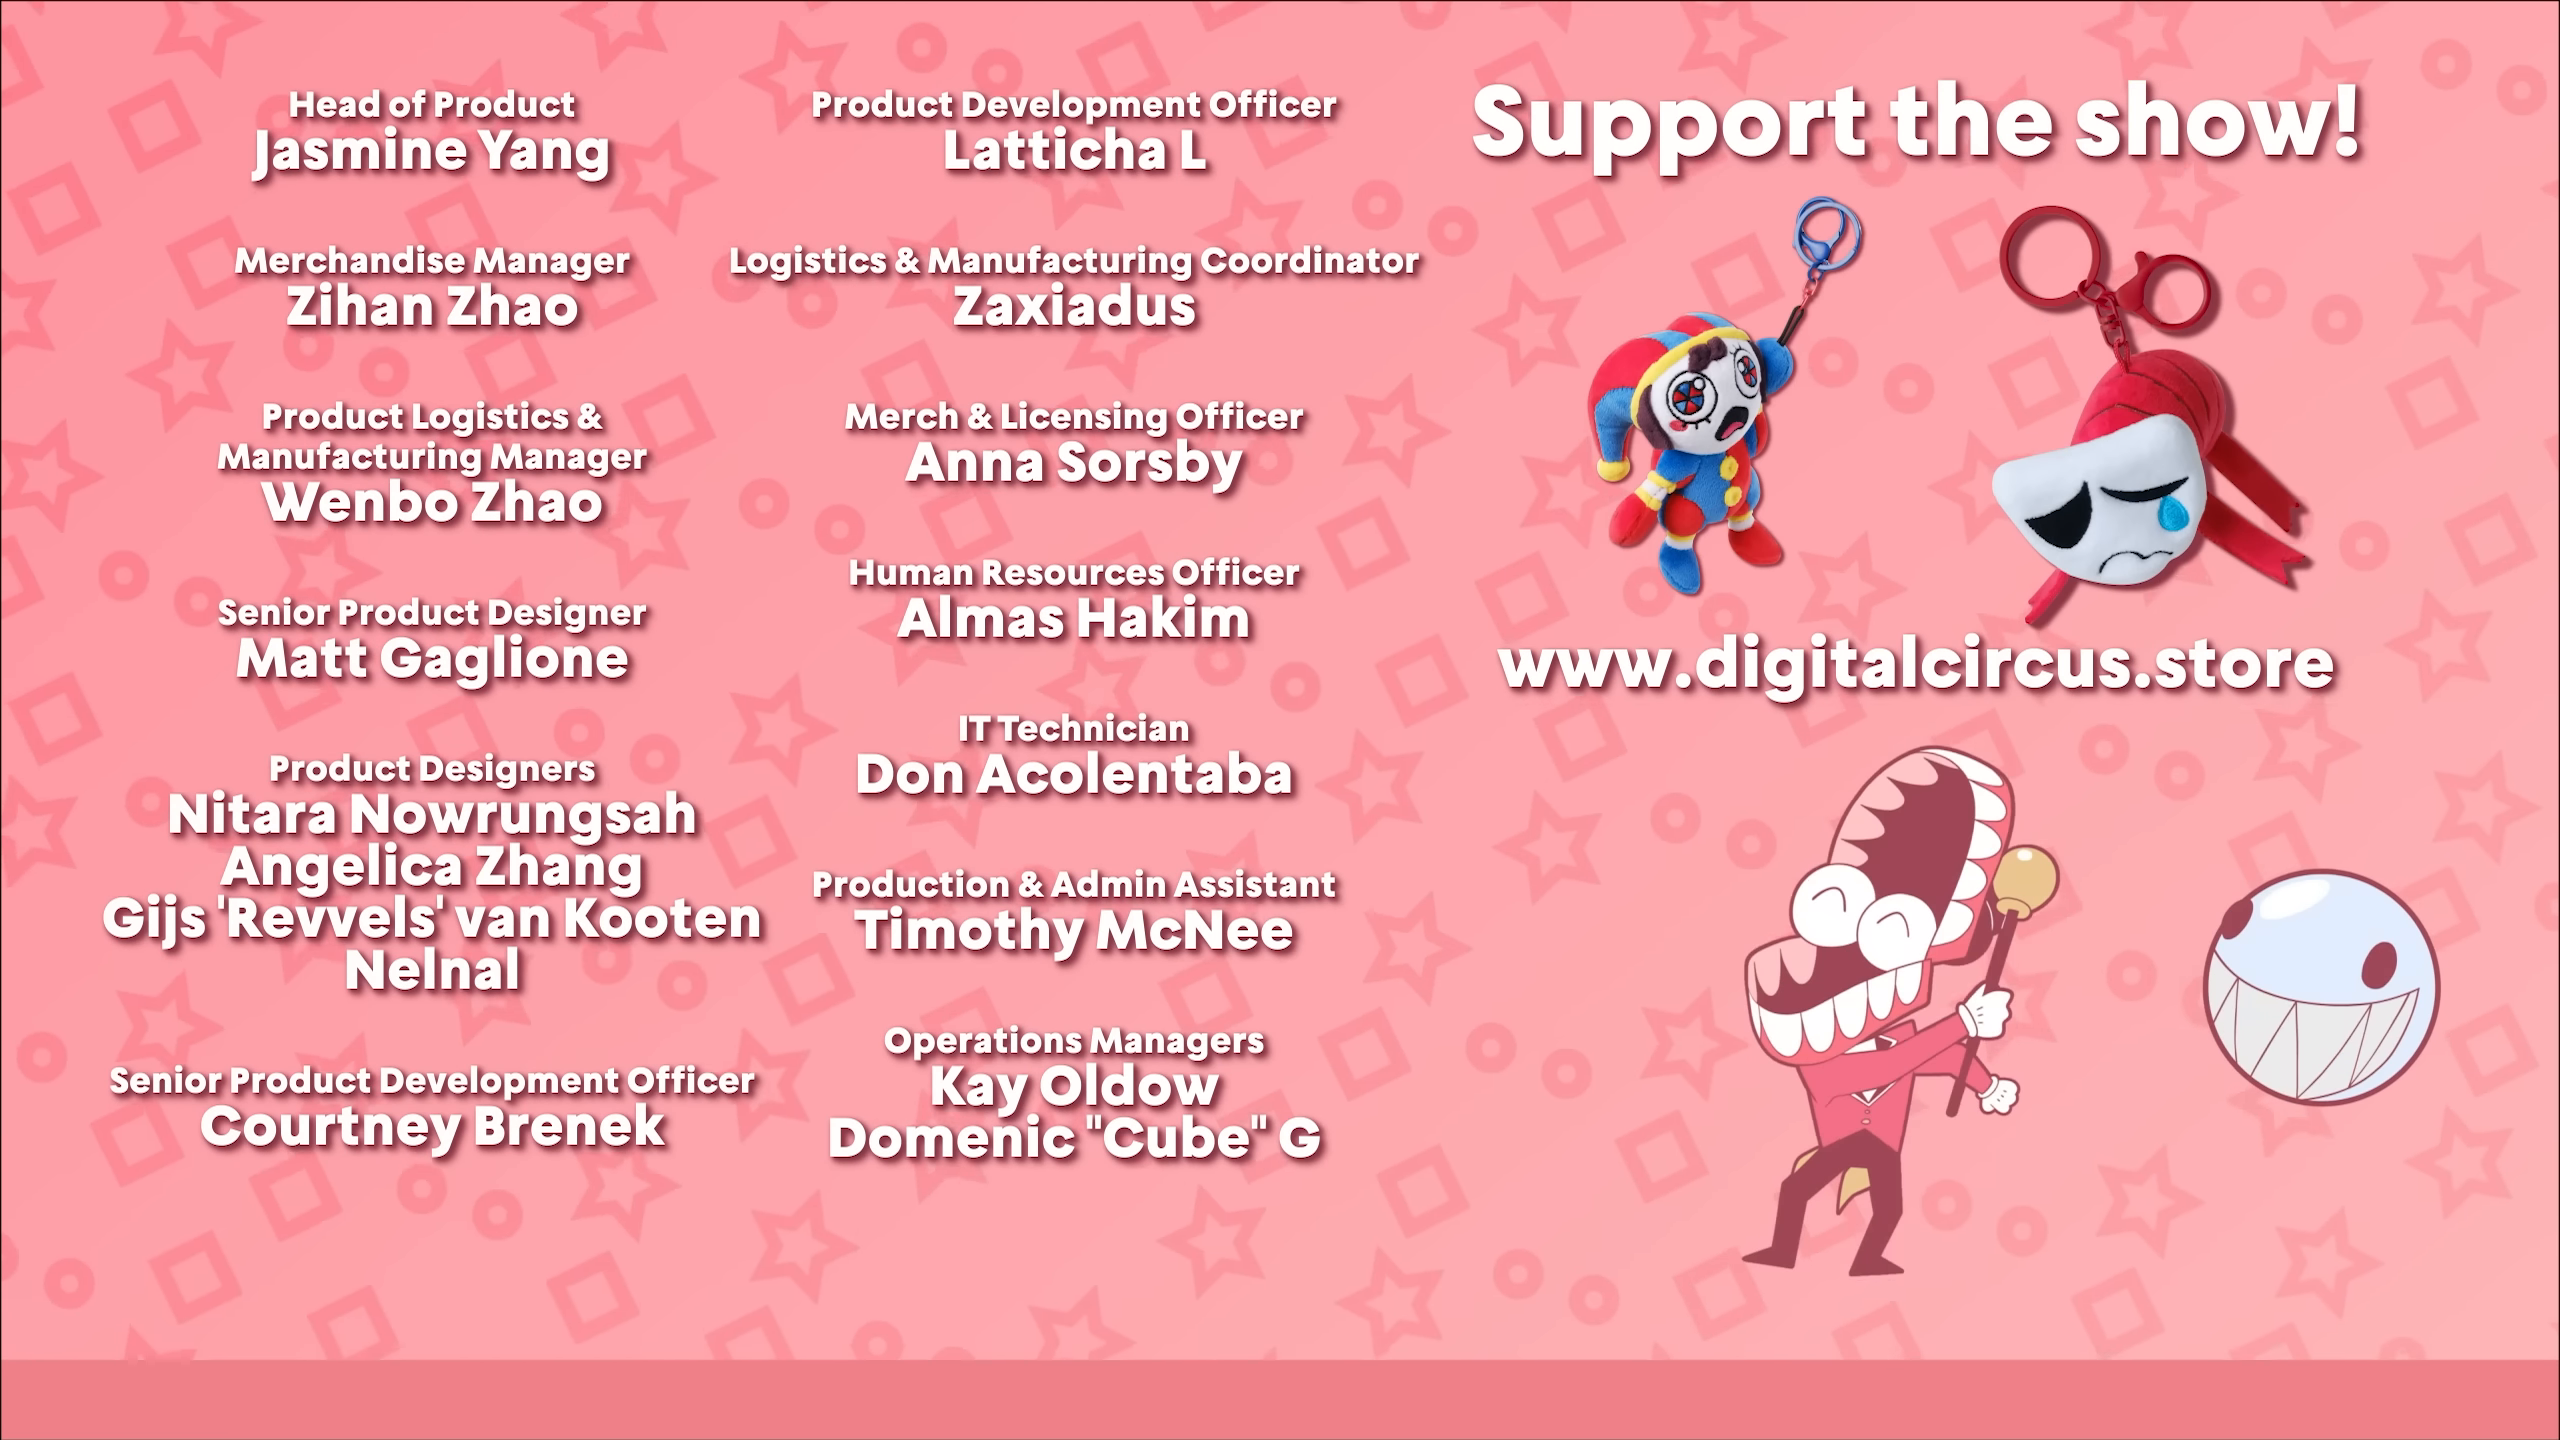 Head of Product
Jasmine Yang
Merchandise Manager
Zihan Zhao
Product Logistics &
Manufacturing Manager
Wenbo Zhao
Senior Product Designer
Matt Gaglione
Product Designers
Nitara Nowrungsah
Angelica Zhang
Gijs 'Revvels' van Kooten
Nelnal
Senior Product Development Officer
Courtney Brenek
Product Development Officer
Latticha L
Logistics & Manufacturing Coordinator
Zaxiadus
Merch & Licensing Officer
Anna Sorsby
Human Resources Officer
Almas Hakim
IT Technician
Don Acolentaba
Production & Admin Assistant
Timothy McNee
Operations Managers
Kay Oldow
Domenic "Cube" G
Support the show!
www.digitalcircus.store